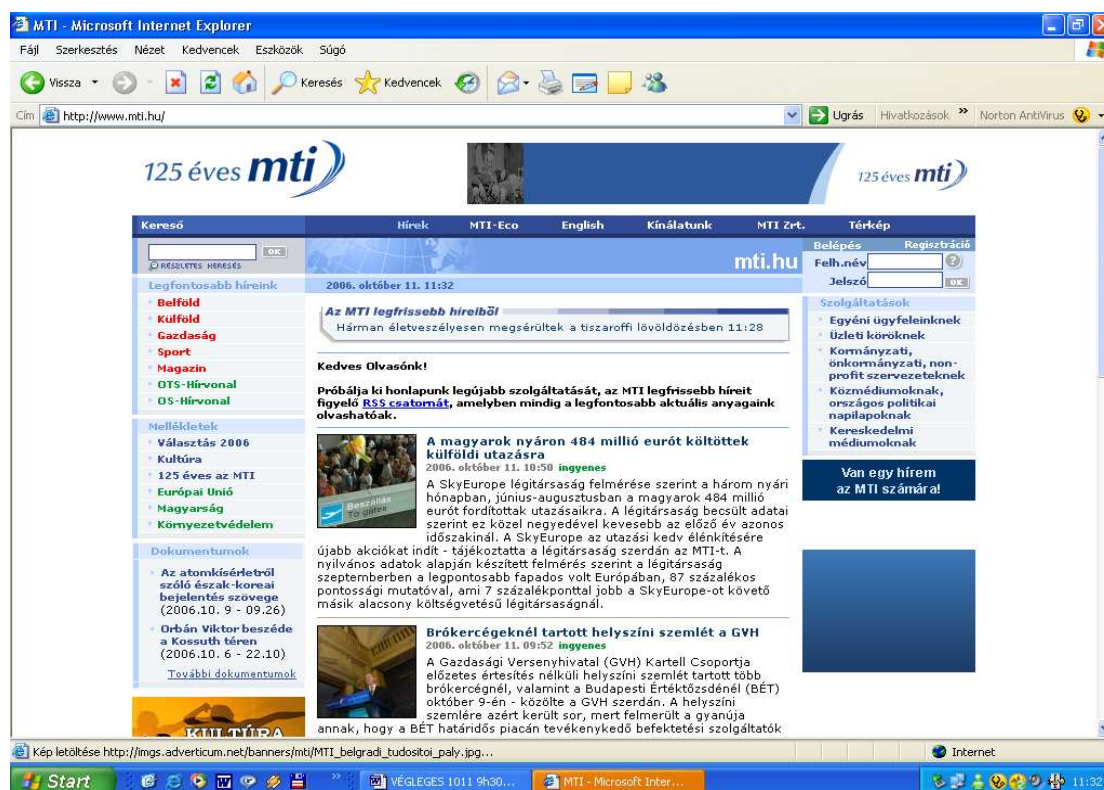 MTI - Microsoft Internet Explorer
Fájl Szerkesztés Nézet Kedvencek Eszközök Súgó
Vissza Keresés Kedvencek
Cím http://www.mti.hu/ Ugrás Hivatkozások » Norton AntiVirus
125 éves mti
125 éves mti
Kereső Hírek MTI-Eco English Kínálatunk MTI Zrt. Térkép
OK
RÉSZLETES KERESÉS
mti.hu
Belépés Regisztráció
Felh.név ?
Jelszó OK
2006. október 11. 11:32
Legfontosabb híreink
Belföld
Külföld
Gazdaság
Sport
Magazin
OTS-Hírvonal
OS-Hírvonal
Mellékletek
Választás 2006
Kultúra
125 éves az MTI
Európai Unió
Magyarság
Környezetvédelem
Dokumentumok
Az atomkísérletről
szóló észak-koreai
bejelentés szövege
(2006.10. 9 - 09.26)
Orbán Viktor beszéde
a Kossuth téren
(2006.10. 6 - 22.10)
További dokumentumok
KULTÚRA
Az MTI legfrissebb híreiből
Hárman életveszélyesen megsérültek a tiszaroffi lövöldözésben 11:28
Kedves Olvasónk!
Próbálja ki honlapunk legújabb szolgáltatását, az MTI legfrissebb híreit
figyelő RSS csatornát, amelyben mindig a legfontosabb aktuális anyagaink
olvashatóak.
Beszállás
To gates
A magyarok nyáron 484 millió eurót költöttek
külföldi utazásra
2006. október 11. 10:50 ingyenes
A SkyEurope légitársaság felmérése szerint a három nyári
hónapban, június-augusztusban a magyarok 484 millió
eurót fordítottak utazásaikra. A légitársaság becsült adatai
szerint ez közel negyedével kevesebb az előző év azonos
időszakinál. A SkyEurope az utazási kedv élénkítésére
újabb akciókat indít - tájékoztatta a légitársaság szerdán az MTI-t. A
nyilvános adatok alapján készített felmérés szerint a légitársaság
szeptemberben a legpontosabb fapados volt Európában, 87 százalékos
pontossági mutatóval, ami 7 százalékponttal jobb a SkyEurope-ot követő
másik alacsony költségvetésű légitársaságnál.
Brókercégeknél tartott helyszíni szemlét a GVH
2006. október 11. 09:52 ingyenes
A Gazdasági Versenyhivatal (GVH) Kartell Csoportja
előzetes értesítés nélküli helyszíni szemlét tartott több
brókercégnél, valamint a Budapesti Értéktőzsdénél (BÉT)
október 9-én - közölte a GVH szerdán. A helyszíni
szemlére azért került sor, mert felmerült a gyanúja
annak, hogy a BÉT határidős piacán tevékenykedő befektetési szolgáltatók
Szolgáltatások
Egyéni ügyfeleinknek
Üzleti köröknek
Kormányzati,
önkormányzati, non-
profit szervezeteknek
Közmédiumoknak,
országos politikai
napilapoknak
Kereskedelmi
médiumoknak
Van egy hírem
az MTI számára!
Kép letöltése http://imgs.adverticum.net/banners/mti/MTI_belgradi_tudositoi_paly.jpg...
Internet
Start » VÉGLEGES 1011 9h30... MTI - Microsoft Inter... 11:32